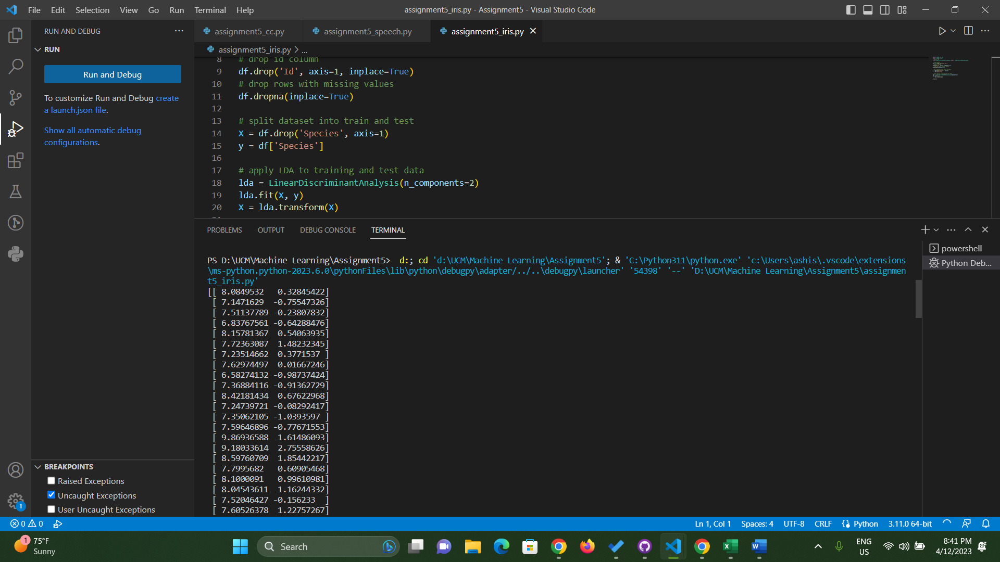 File Edit Selection View Go Run Terminal Help
assignment5_iris.py - Assignment5 - Visual Studio Code
RUN AND DEBUG
RUN
Run and Debug
To customize Run and Debug create
a launch.json file.
Show all automatic debug
configurations.
BREAKPOINTS
Raised Exceptions
Uncaught Exceptions
User Uncaught Exceptions
assignment5_cc.py assignment5_speech.py assignment5_iris.py
assignment5_iris.py > ...
8 # drop id column
9 df.drop('Id', axis=1, inplace=True)
10 # drop rows with missing values
11 df.dropna(inplace=True)
12
13 # split dataset into train and test
14 X = df.drop('Species', axis=1)
15 y = df['Species']
16
17 # apply LDA to training and test data
18 lda = LinearDiscriminantAnalysis(n_components=2)
19 lda.fit(X, y)
20 X = lda.transform(X)
PROBLEMS OUTPUT DEBUG CONSOLE TERMINAL
PS D:\UCM\Machine Learning\Assignment5>  d:; cd 'd:\UCM\Machine Learning\Assignment5'; & 'C:\Python311\python.exe' 'c:\Users\ashis\.vscode\extensions
\ms-python.python-2023.6.0\pythonFiles\lib\python\debugpy\adapter/../..\debugpy\launcher' '54398' '--' 'D:\UCM\Machine Learning\Assignment5\assignmen
t5_iris.py'
[[ 8.0849532   0.32845422]
 [ 7.1471629  -0.75547326]
 [ 7.51137789 -0.23807832]
 [ 6.83767561 -0.64288476]
 [ 8.15781367  0.54063935]
 [ 7.72363087  1.48232345]
 [ 7.23514662  0.3771537 ]
 [ 7.62974497  0.01667246]
 [ 6.58274132 -0.98737424]
 [ 7.36884116 -0.91362729]
 [ 8.42181434  0.67622968]
 [ 7.24739721 -0.08292417]
 [ 7.35062105 -1.0393597 ]
 [ 7.59646896 -0.77671553]
 [ 9.86936588  1.61486093]
 [ 9.18033614  2.75558626]
 [ 8.59760709  1.85442217]
 [ 7.7995682   0.60905468]
 [ 8.1000091   0.99610981]
 [ 8.04543611  1.16244332]
 [ 7.52046427 -0.156233  ]
 [ 7.60526378  1.22757267]
powershell
Python Deb...
1
0 0
Ln 1, Col 1 Spaces: 4 UTF-8 CRLF Python 3.11.0 64-bit
1
75°F
Sunny
Search
ENG
US
8:41 PM
4/12/2023